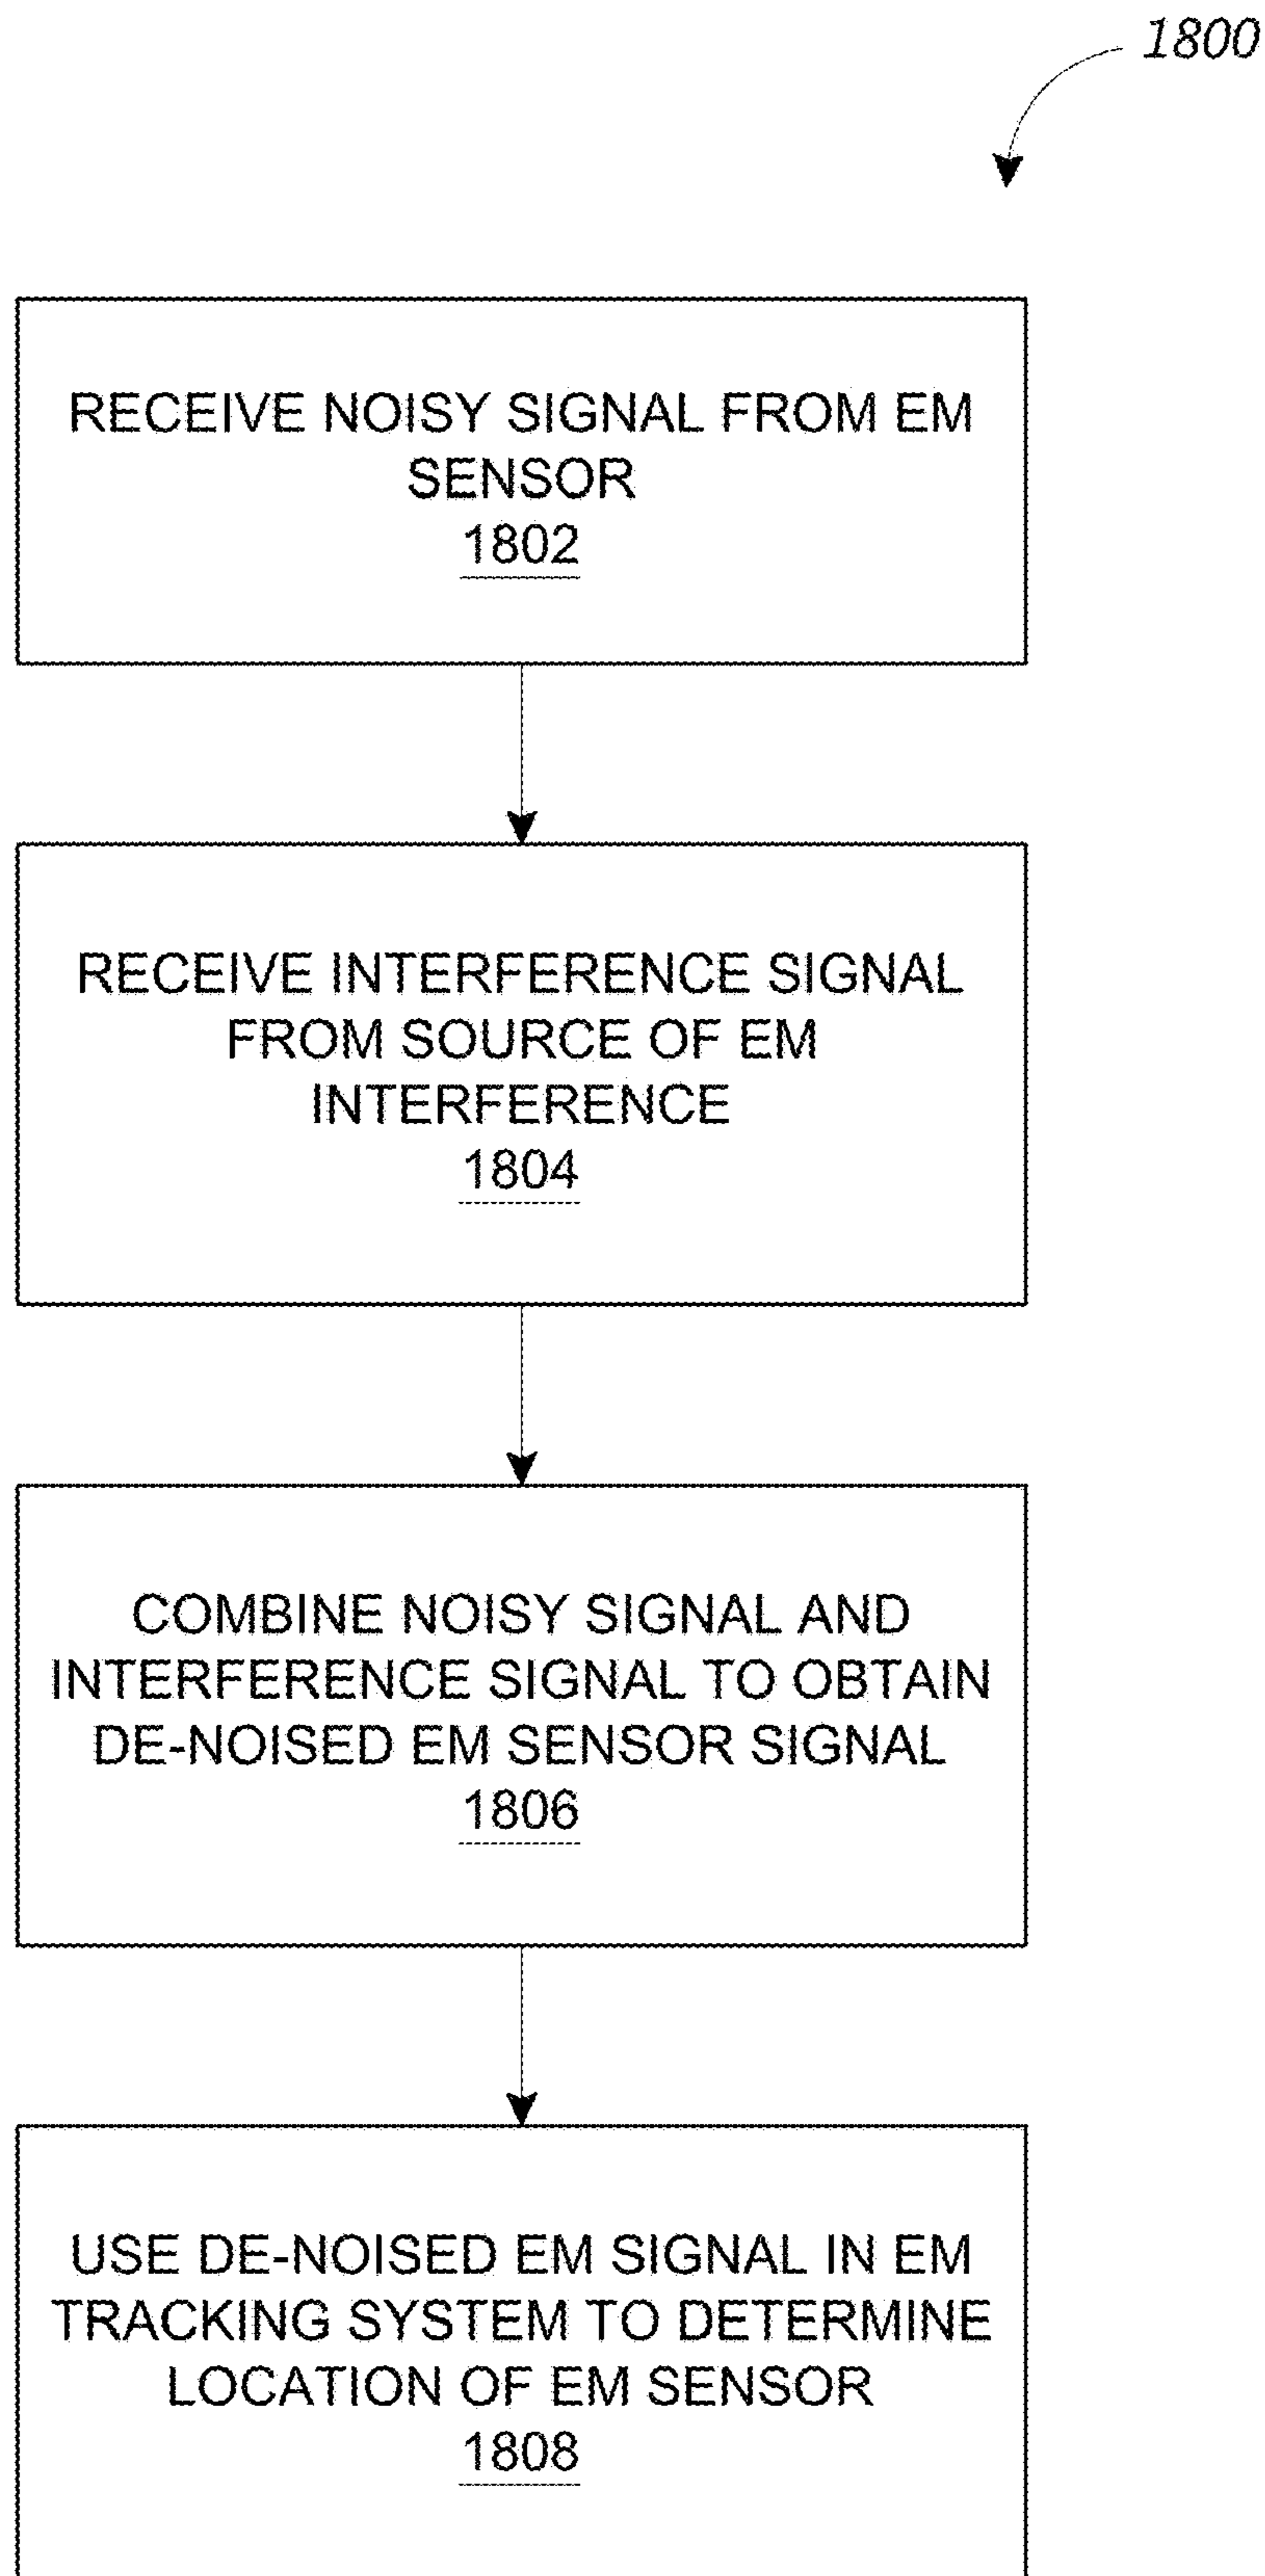 1800
RECEIVE NOISY SIGNAL FROM EM
SENSOR
1802
RECEIVE INTERFERENCE SIGNAL
FROM SOURCE OF EM
INTERFERENCE
1804
COMBINE NOISY SIGNAL AND
INTERFERENCE SIGNAL TO OBTAIN
DE-NOISED EM SENSOR SIGNAL
1806
USE DE-NOISED EM SIGNAL IN EM
TRACKING SYSTEM TO DETERMINE
LOCATION OF EM SENSOR
1808